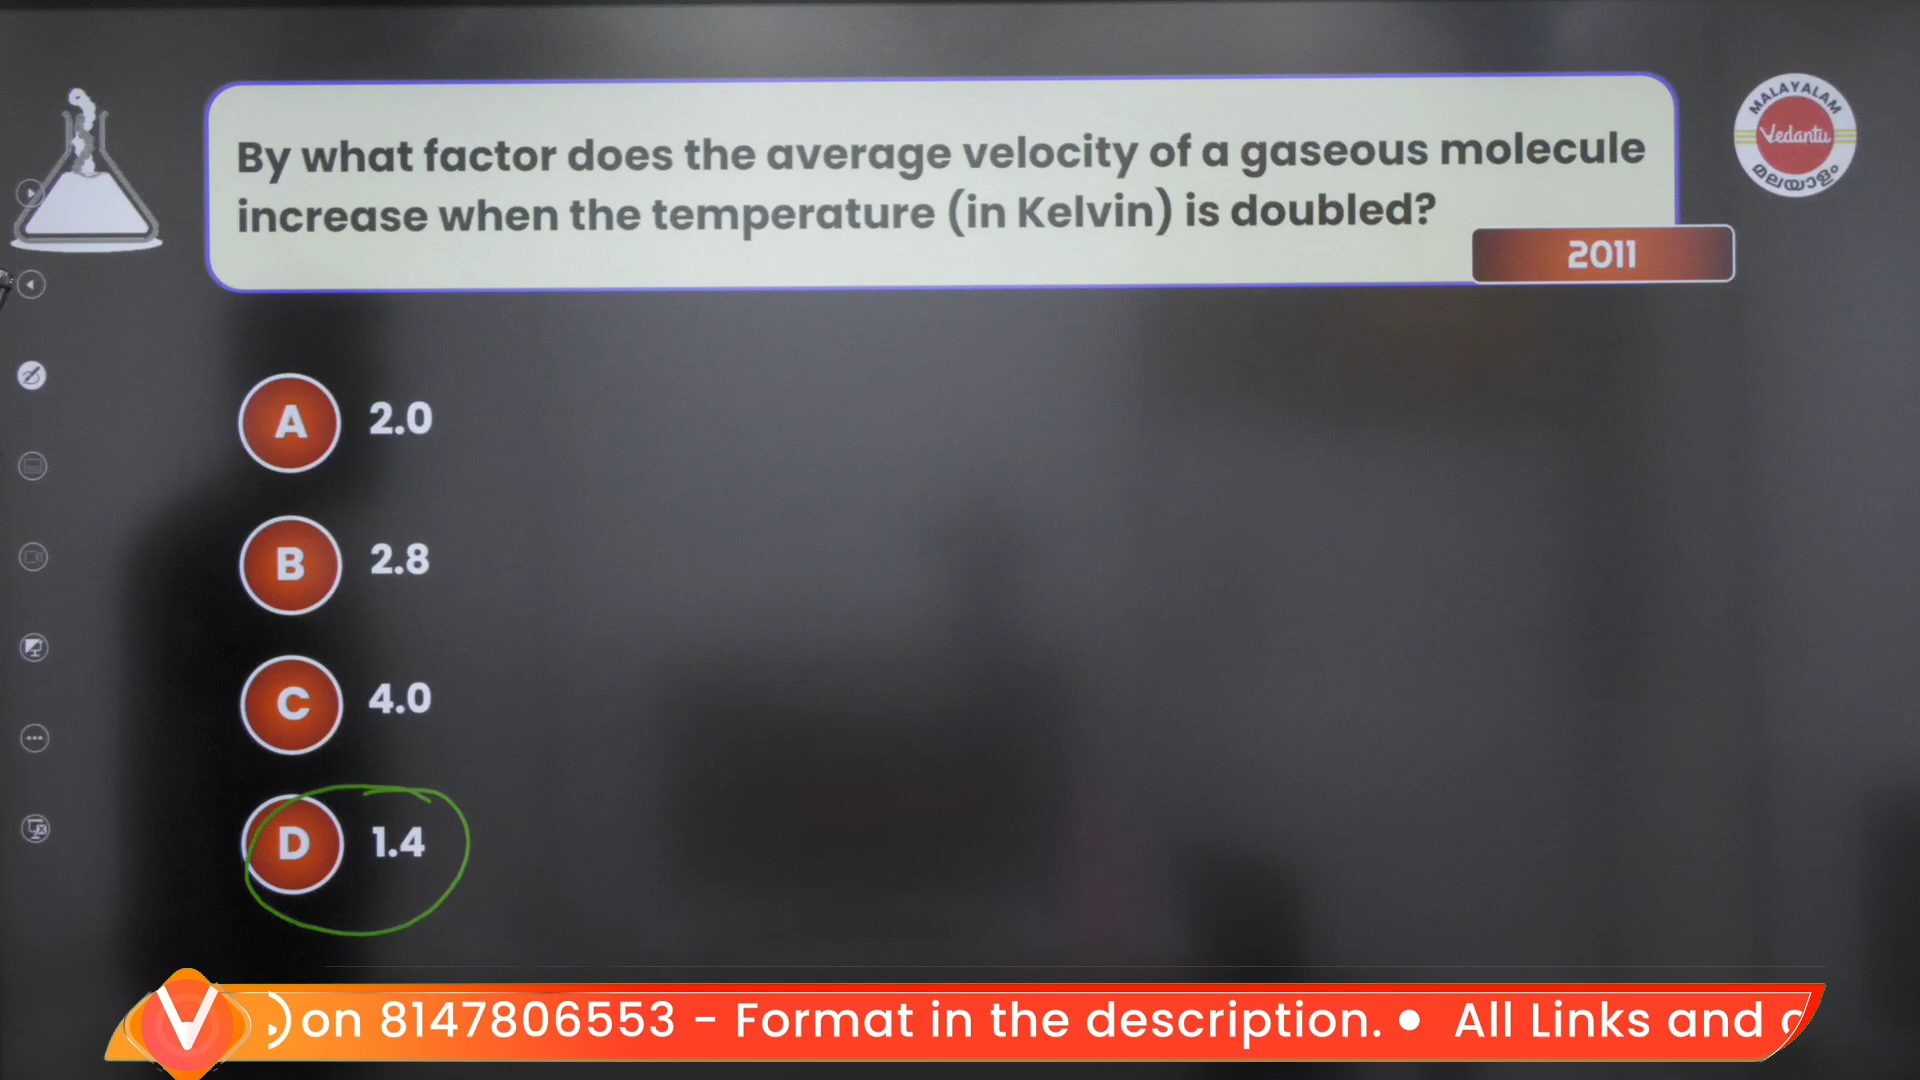 By what factor does the average velocity of a gaseous molecule
increase when the temperature (in Kelvin) is doubled?
2011
MALAYALAM
Vedantu
മലയാളം
A 2.0
B 2.8
C 4.0
D 1.4
on 8147806553 - Format in the description. • All Links and